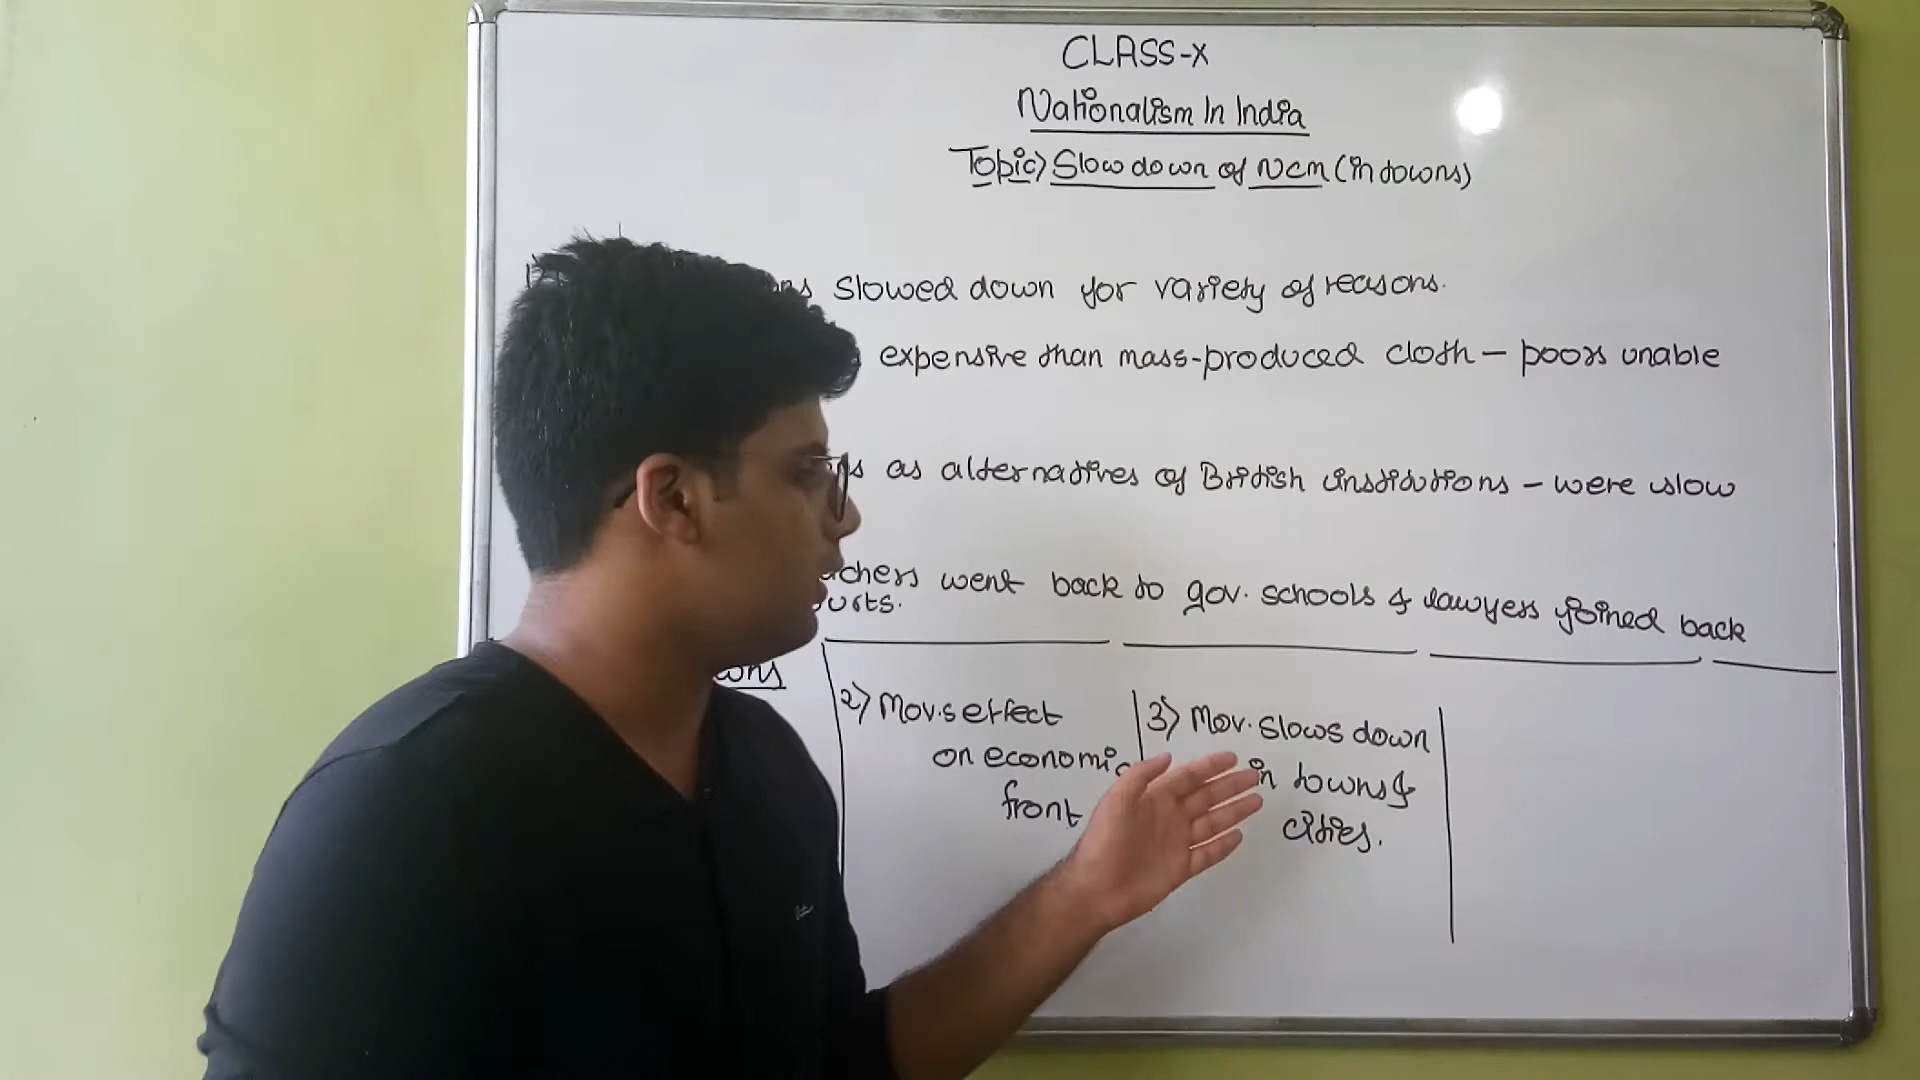 CLASS-X
Nationalism In India
Topic) Slow down of NCM (in towns)
slowed down for variety of reasons.
expensive than mass-produced cloth - poors unable
as alternatives of British institutions - were slow
went back to gov. schools & lawyers joined back
2) Mov.s effect
on economic
front
3) Mov. slows down
in towns &
cities.